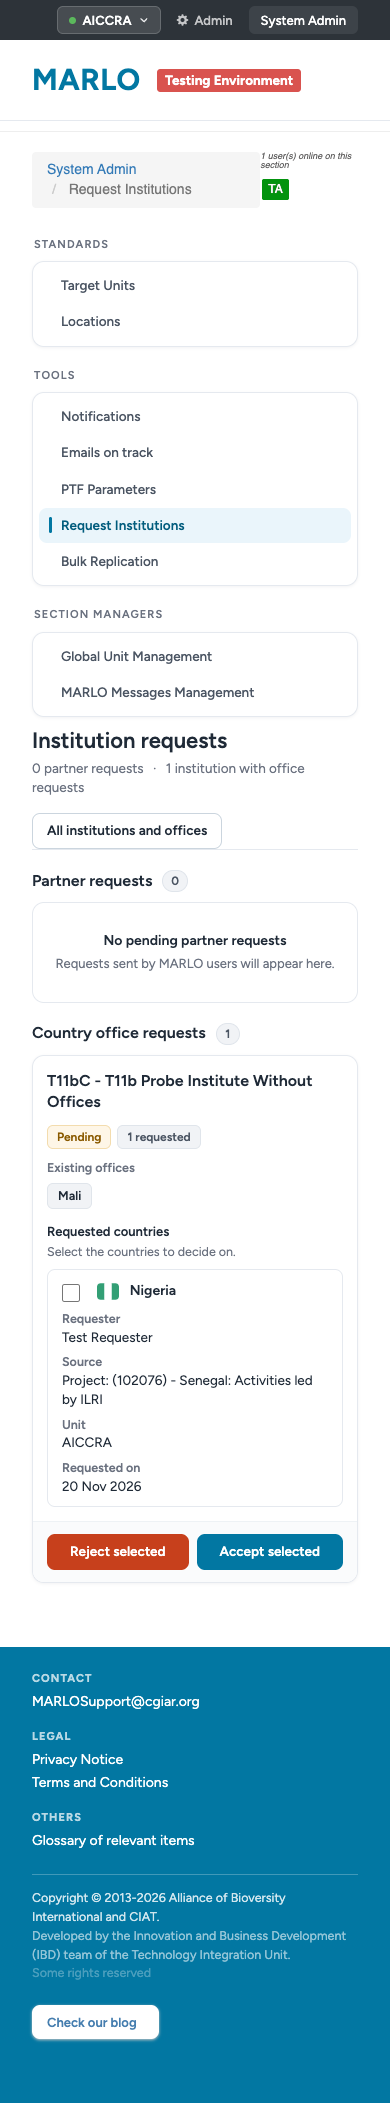 AICCRA
Admin
System Admin
MARLO
Testing Environment
System Admin
/ Request Institutions
1 user(s) online on this
section
TA
STANDARDS
Target Units
Locations
TOOLS
Notifications
Emails on track
PTF Parameters
Request Institutions
Bulk Replication
SECTION MANAGERS
Global Unit Management
MARLO Messages Management
Institution requests
0 partner requests · 1 institution with office
requests
All institutions and offices
Partner requests 0
No pending partner requests
Requests sent by MARLO users will appear here.
Country office requests 1
T11bC - T11b Probe Institute Without
Offices
Pending 1 requested
Existing offices
Mali
Requested countries
Select the countries to decide on.
Nigeria
Requester
Test Requester
Source
Project: (102076) - Senegal: Activities led
by ILRI
Unit
AICCRA
Requested on
20 Nov 2026
Reject selected
Accept selected
CONTACT
MARLOSupport@cgiar.org
LEGAL
Privacy Notice
Terms and Conditions
OTHERS
Glossary of relevant items
Copyright © 2013-2026 Alliance of Bioversity
International and CIAT.
Developed by the Innovation and Business Development
(IBD) team of the Technology Integration Unit.
Some rights reserved
Check our blog